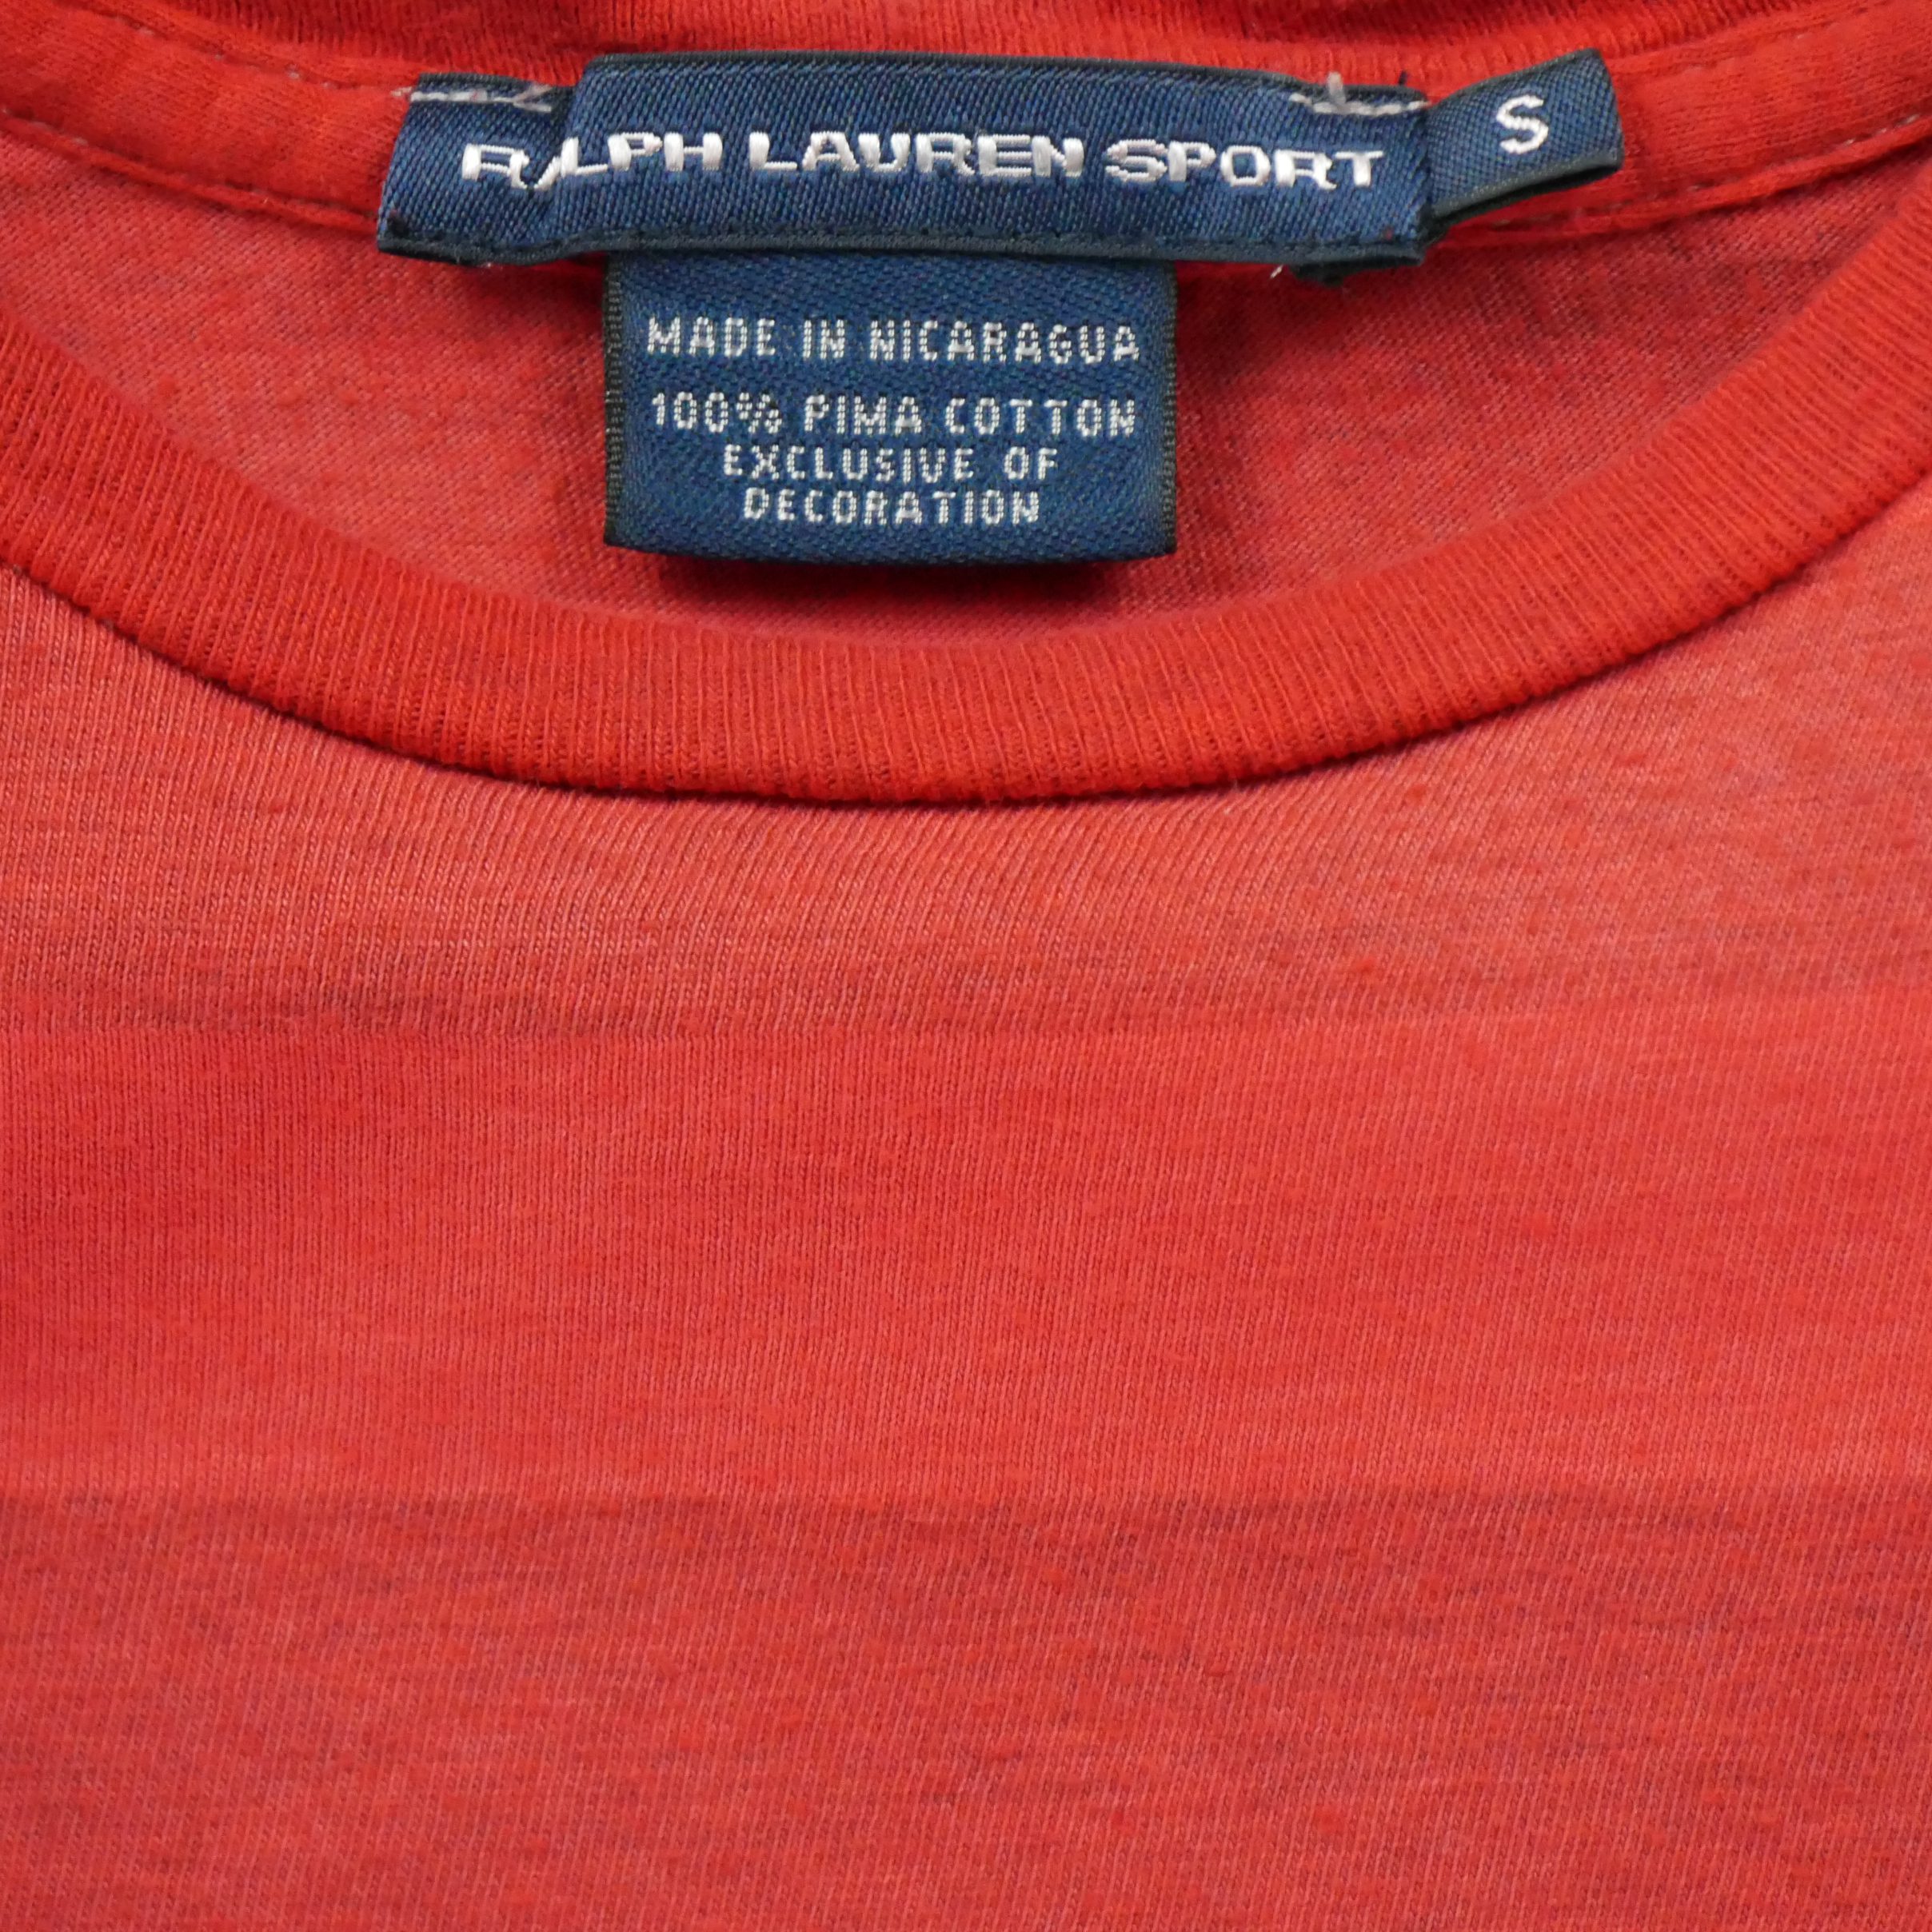 RALPH LAUREN SPORT
S
MADE IN NICARAGUA
100% PIMA COTTON
EXCLUSIVE OF
DECORATION